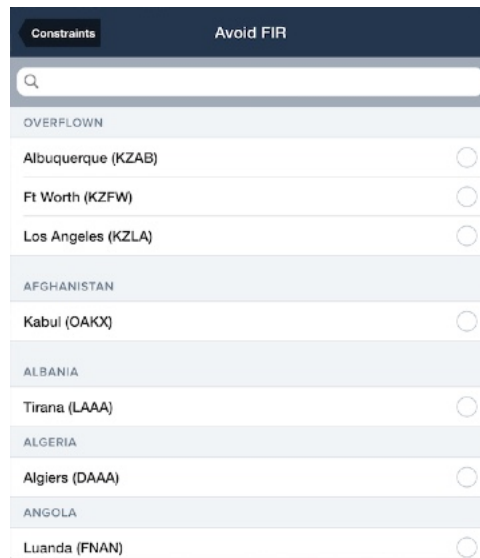 Constraints
Avoid FIR
OVERFLOWN
Albuquerque (KZAB)
Ft Worth (KZFW)
Los Angeles (KZLA)
AFGHANISTAN
Kabul (OAKX)
ALBANIA
Tirana (LAAA)
ALGERIA
Algiers (DAAA)
ANGOLA
Luanda (FNAN)